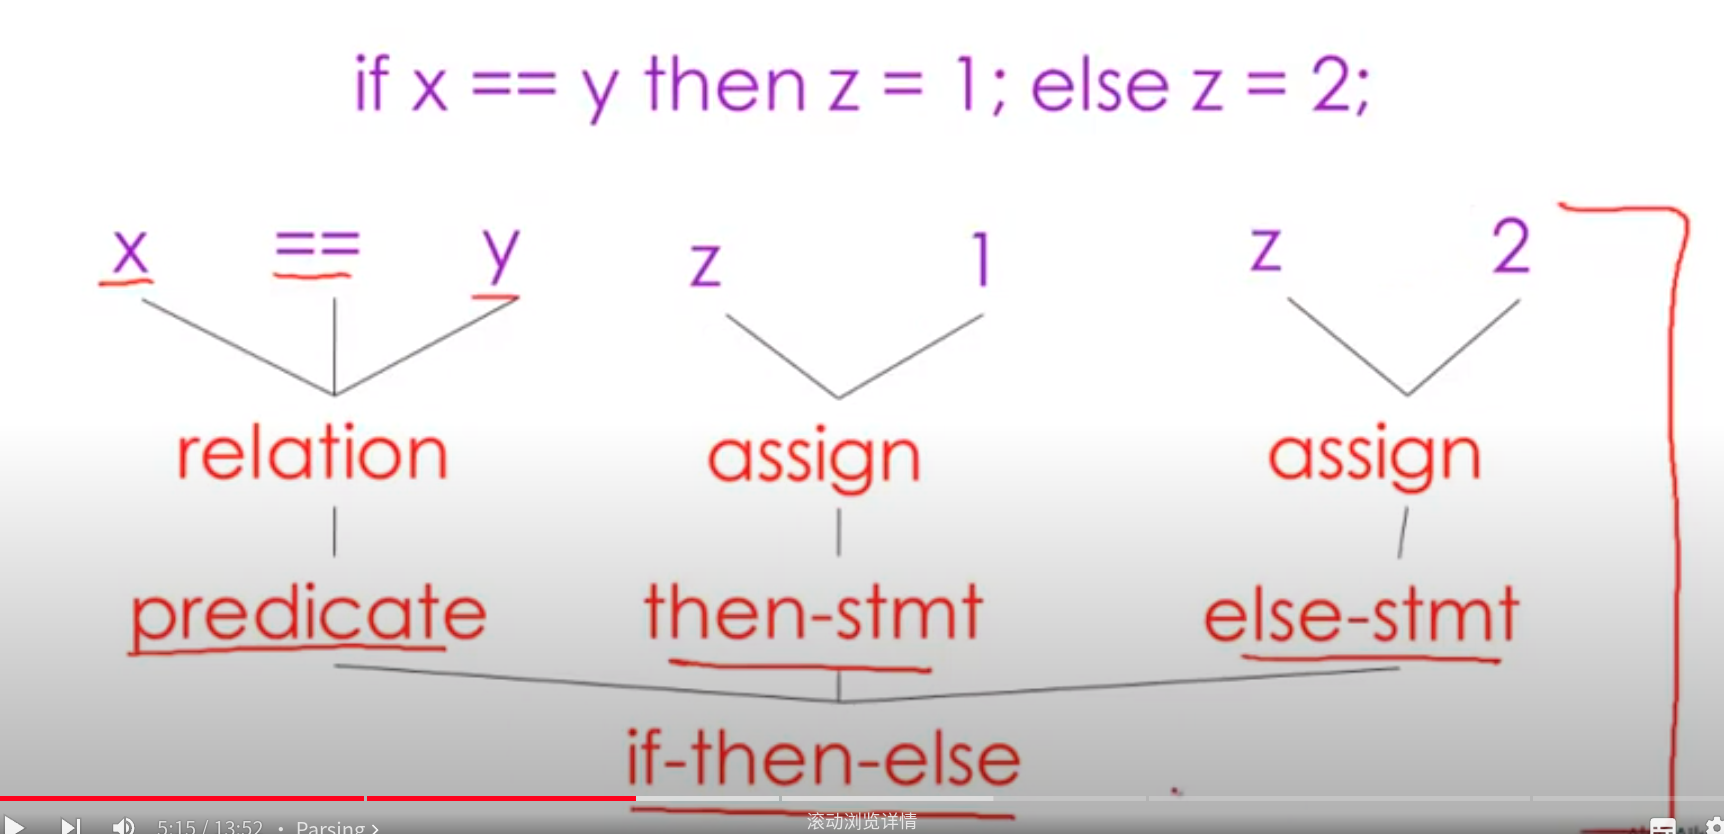 if x == y then z = 1; else z = 2;
x == y z 1 z 2
relation assign assign
predicate then-stmt else-stmt
if-then-else
5:15 / 13:52 • Parsing >
滚动浏览详情